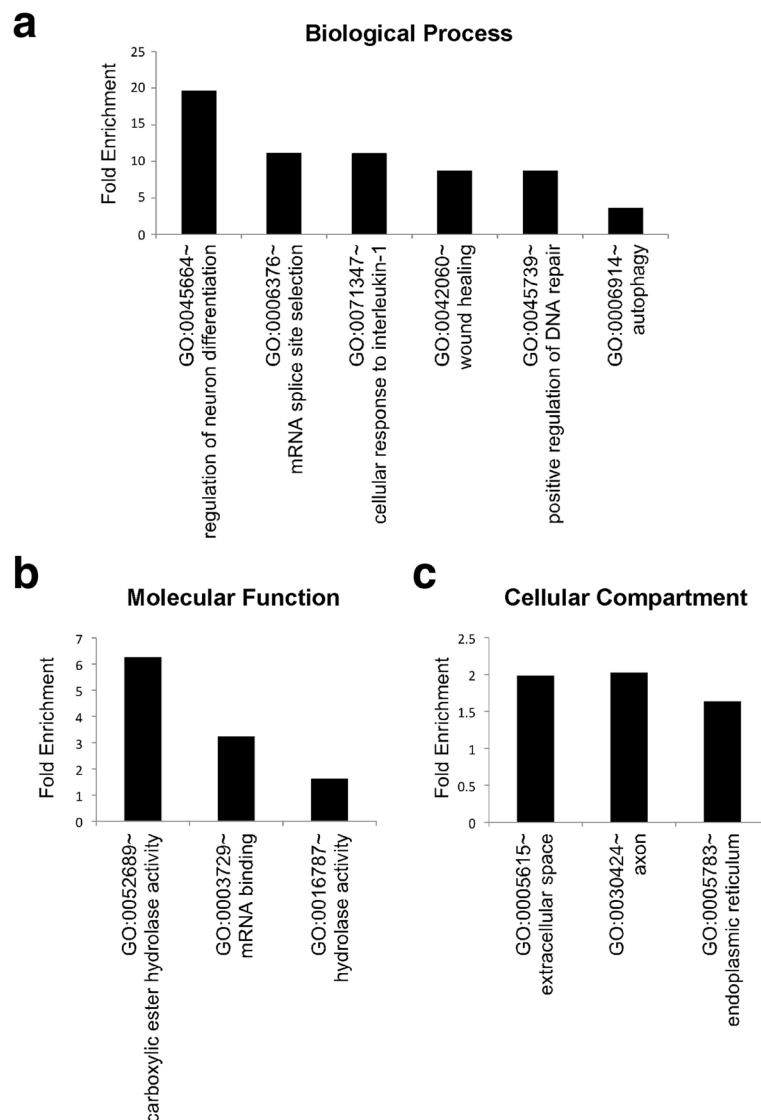 a
Biological Process
Fold Enrichment
25
20
15
10
5
0
GO:0045664~
regulation of neuron differentiation
GO:0006376~
mRNA splice site selection
GO:0071347~
cellular response to interleukin-1
GO:0042060~
wound healing
GO:0045739~
positive regulation of DNA repair
GO:0006914~
autophagy
b
Molecular Function
Fold Enrichment
7
6
5
4
3
2
1
0
GO:0052689~
carboxylic ester hydrolase activity
GO:0003729~
mRNA binding
GO:0016787~
hydrolase activity
c
Cellular Compartment
Fold Enrichment
2.5
2
1.5
1
0.5
0
GO:0005615~
extracellular space
GO:0030424~
axon
GO:0005783~
endoplasmic reticulum